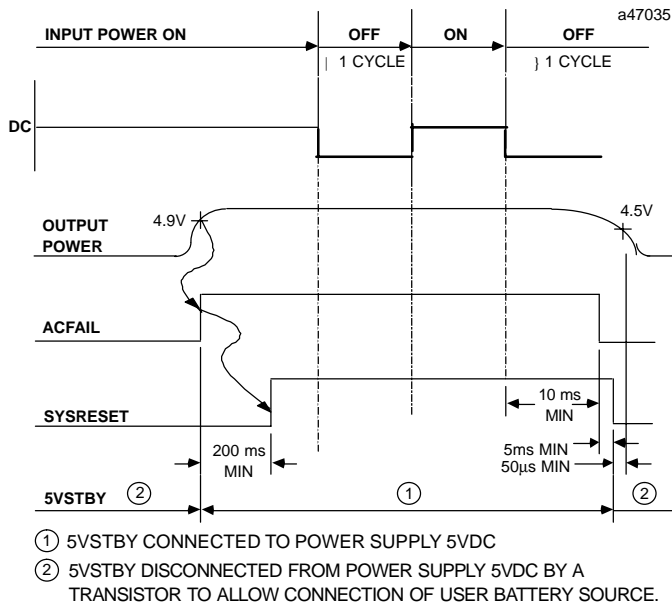 a47035
INPUT POWER ON
OFF
ON
OFF
| 1 CYCLE
} 1 CYCLE
DC
4.9V
4.5V
OUTPUT
POWER
ACFAIL
SYSRESET
10 ms
MIN
200 ms
MIN
5ms MIN
50µs MIN
5VSTBY
2
1
2
1 5VSTBY CONNECTED TO POWER SUPPLY 5VDC
2 5VSTBY DISCONNECTED FROM POWER SUPPLY 5VDC BY A
TRANSISTOR TO ALLOW CONNECTION OF USER BATTERY SOURCE.